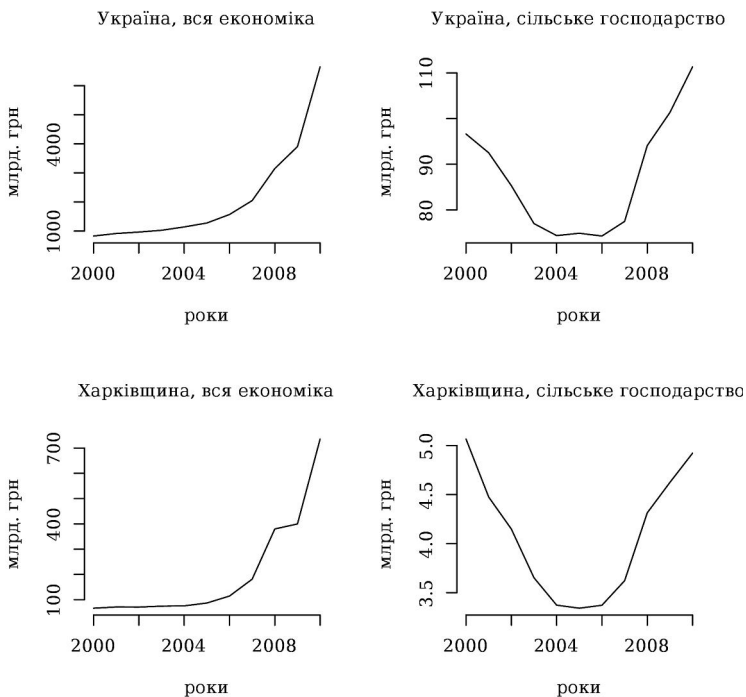 Україна, вся економіка
млрд. грн
4000
1000
2000
2004
2008
роки
Україна, сільське господарство
млрд. грн
110
90
80
2000
2004
2008
роки
Харківщина, вся економіка
млрд. грн
700
400
100
2000
2004
2008
роки
Харківщина, сільське господарство
млрд. грн
5.0
4.5
4.0
3.5
2000
2004
2008
роки